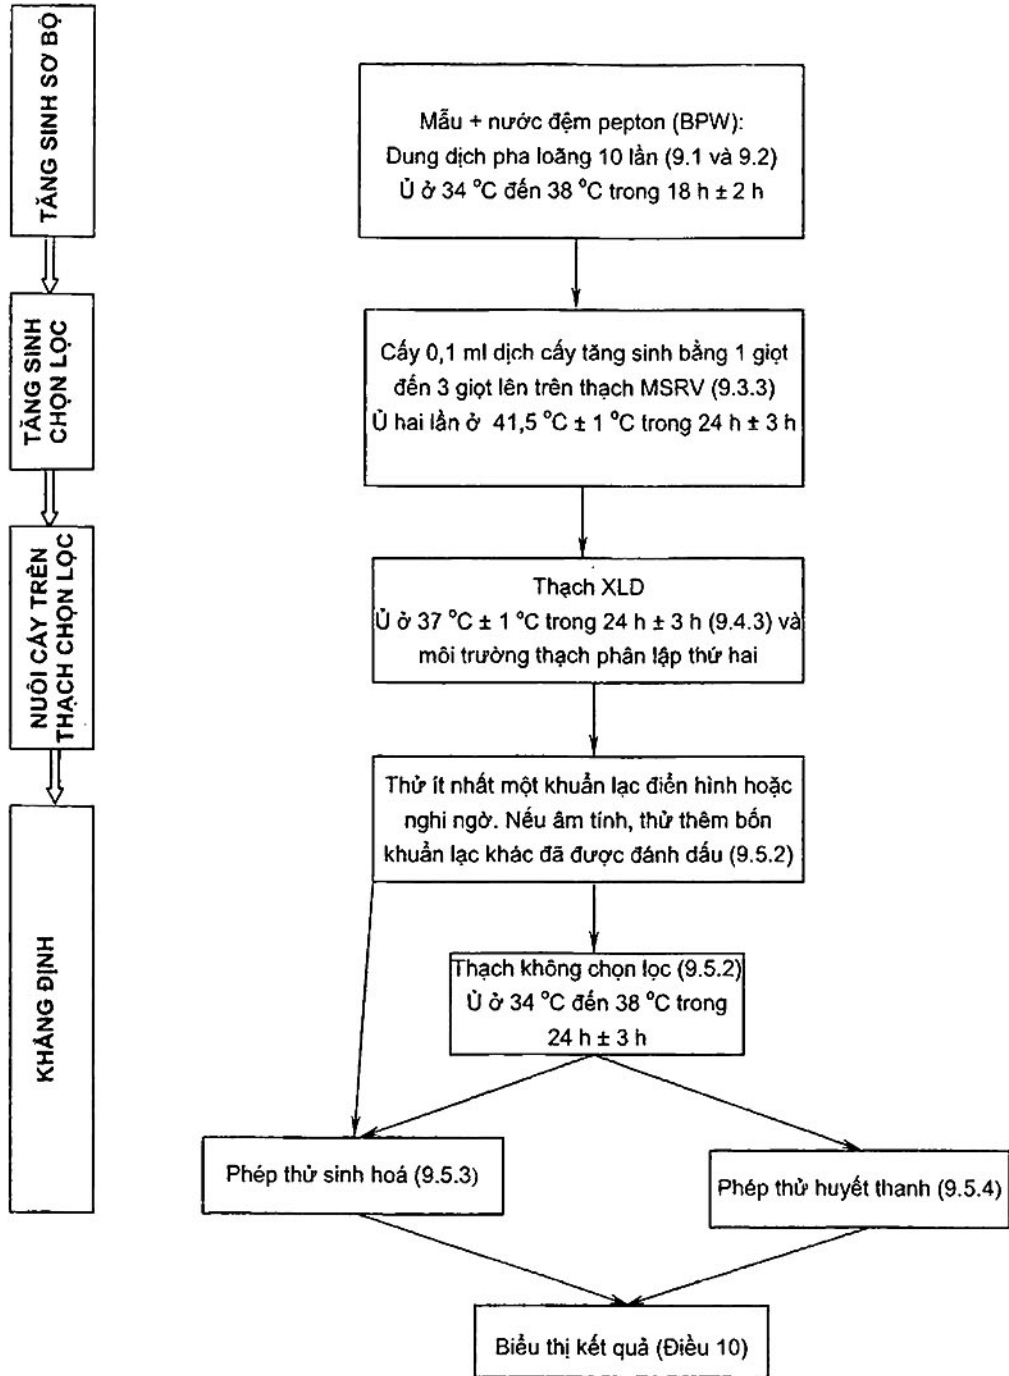 TĂNG SINH SƠ BỘ
Mẫu + nước đệm pepton (BPW):
Dung dịch pha loãng 10 lần (9.1 và 9.2)
Ủ ở 34 °C đến 38 °C trong 18 h ± 2 h
TĂNG SINH
CHỌN LỌC
Cấy 0,1 ml dịch cấy tăng sinh bằng 1 giọt
đến 3 giọt lên trên thạch MSRV (9.3.3)
Ủ hai lần ở 41,5 °C ± 1 °C trong 24 h ± 3 h
NUÔI CẤY TRÊN
THẠCH CHỌN LỌC
Thạch XLD
Ủ ở 37 °C ± 1 °C trong 24 h ± 3 h (9.4.3) và
môi trường thạch phân lập thứ hai
KHẲNG ĐỊNH
Thử ít nhất một khuẩn lạc điển hình hoặc
nghi ngờ. Nếu âm tính, thử thêm bốn
khuẩn lạc khác đã được đánh dấu (9.5.2)
Thạch không chọn lọc (9.5.2)
Ủ ở 34 °C đến 38 °C trong
24 h ± 3 h
Phép thử sinh hoá (9.5.3)
Phép thử huyết thanh (9.5.4)
Biểu thị kết quả (Điều 10)